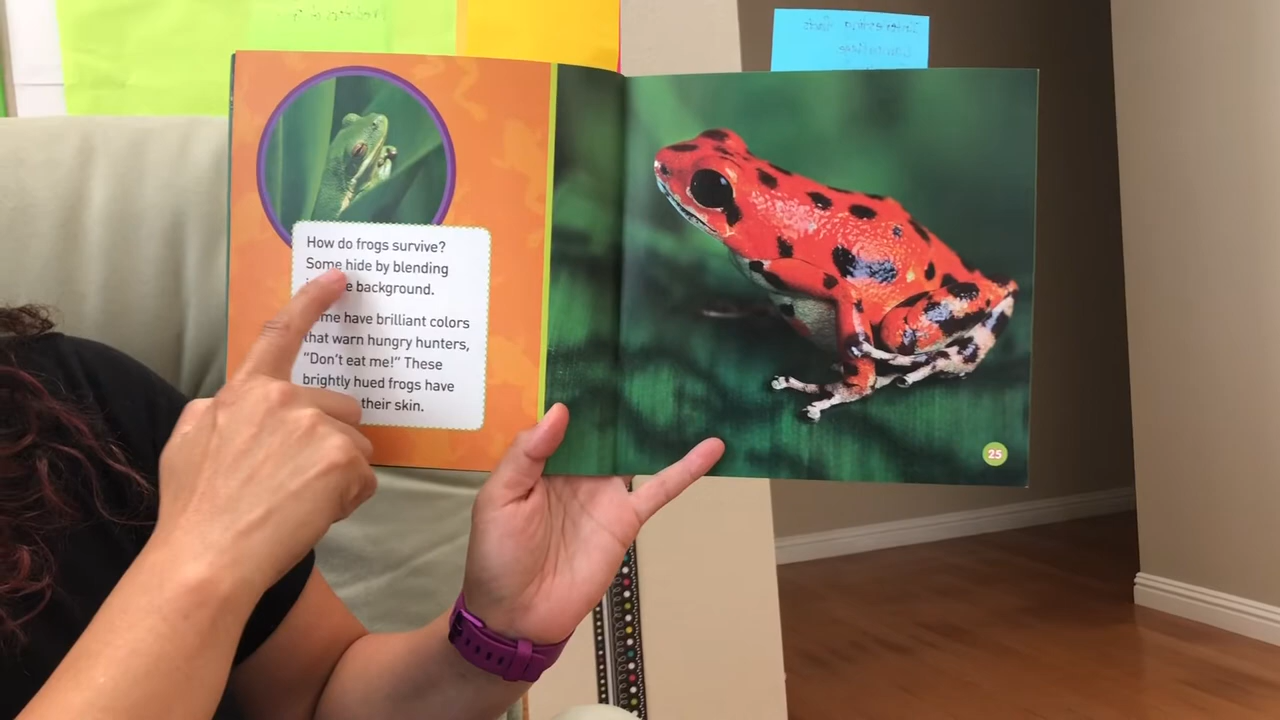 How do frogs survive?
Some hide by blending
background.
have brilliant colors
that warn hungry hunters,
"Don't eat me!" These
brightly hued frogs have
their skin.
25